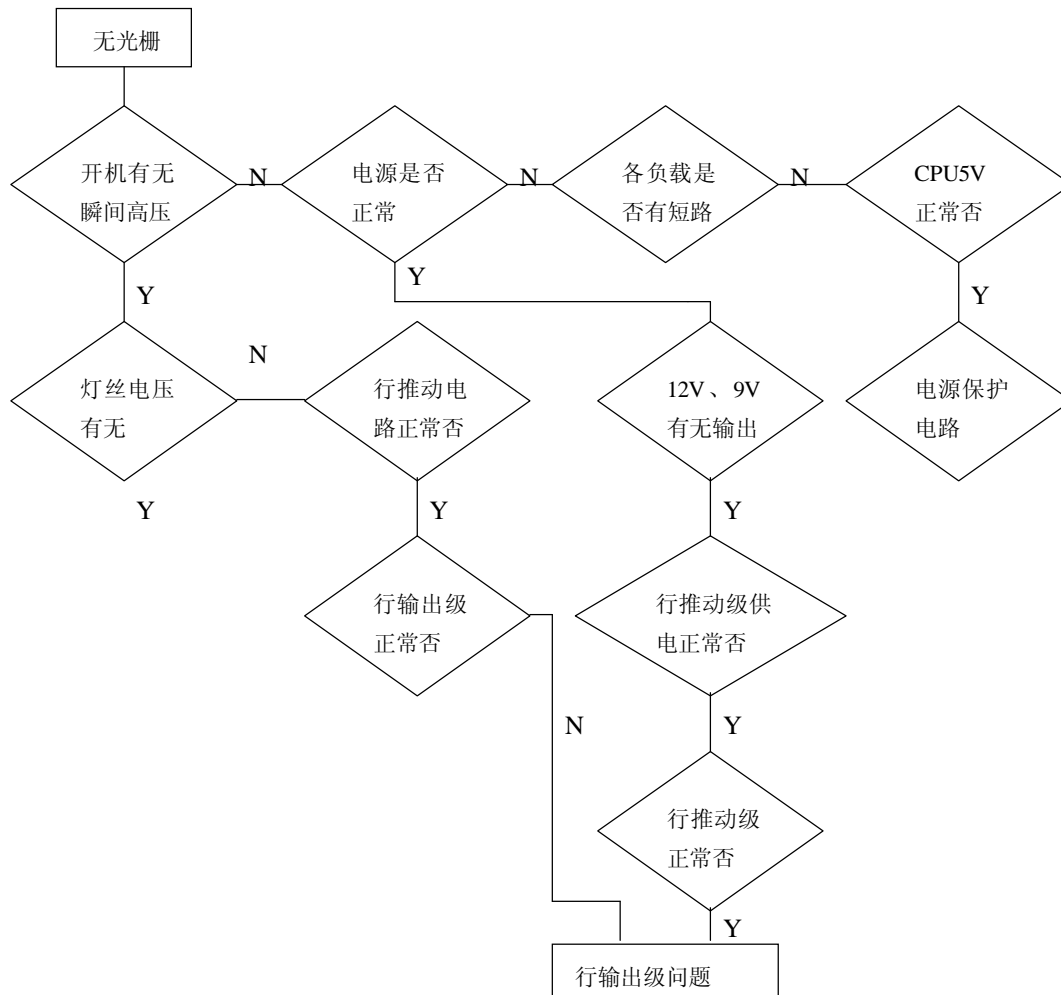 无光栅
开机有无
瞬间高压
N
电源是否
正常
N
各负载是
否有短路
N
CPU5V
正常否
Y
Y
Y
灯丝电压
有无
N
行推动电
路正常否
12V、9V
有无输出
电源保护
电路
Y
Y
Y
行输出级
正常否
行推动级供
电正常否
N
Y
行推动级
正常否
Y
行输出级问题